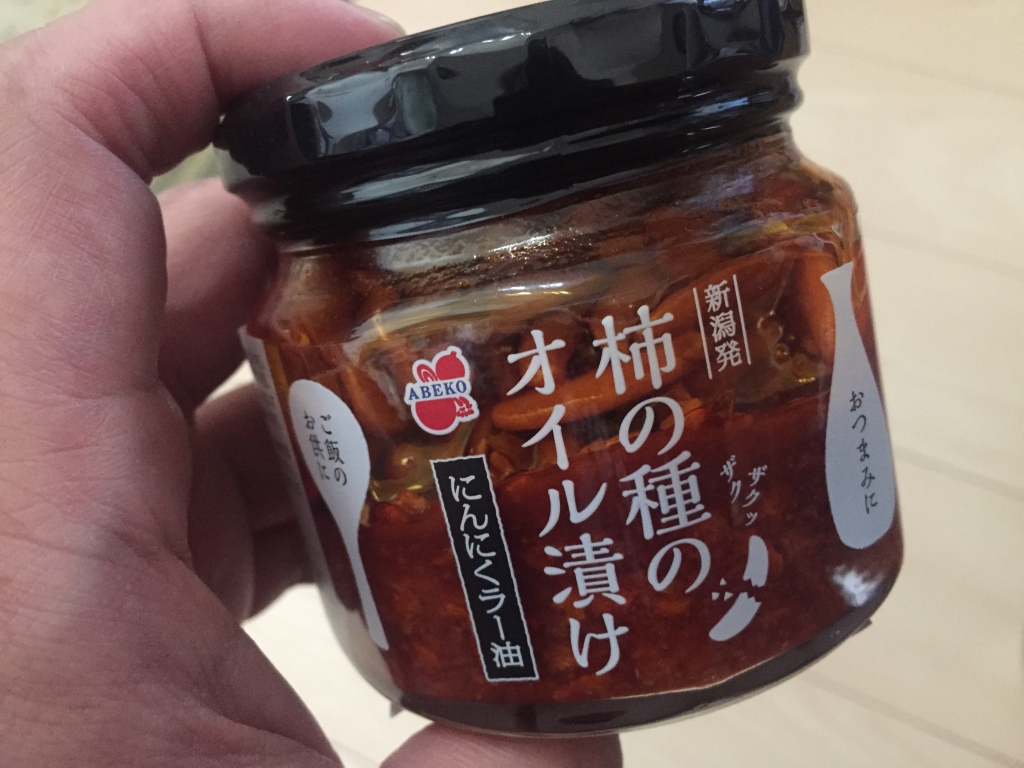 新潟発
柿の種の
オイル漬け
にんにくラー油
ABEKO
ご飯の
お供に
ザクッ
ザク
おつまみに